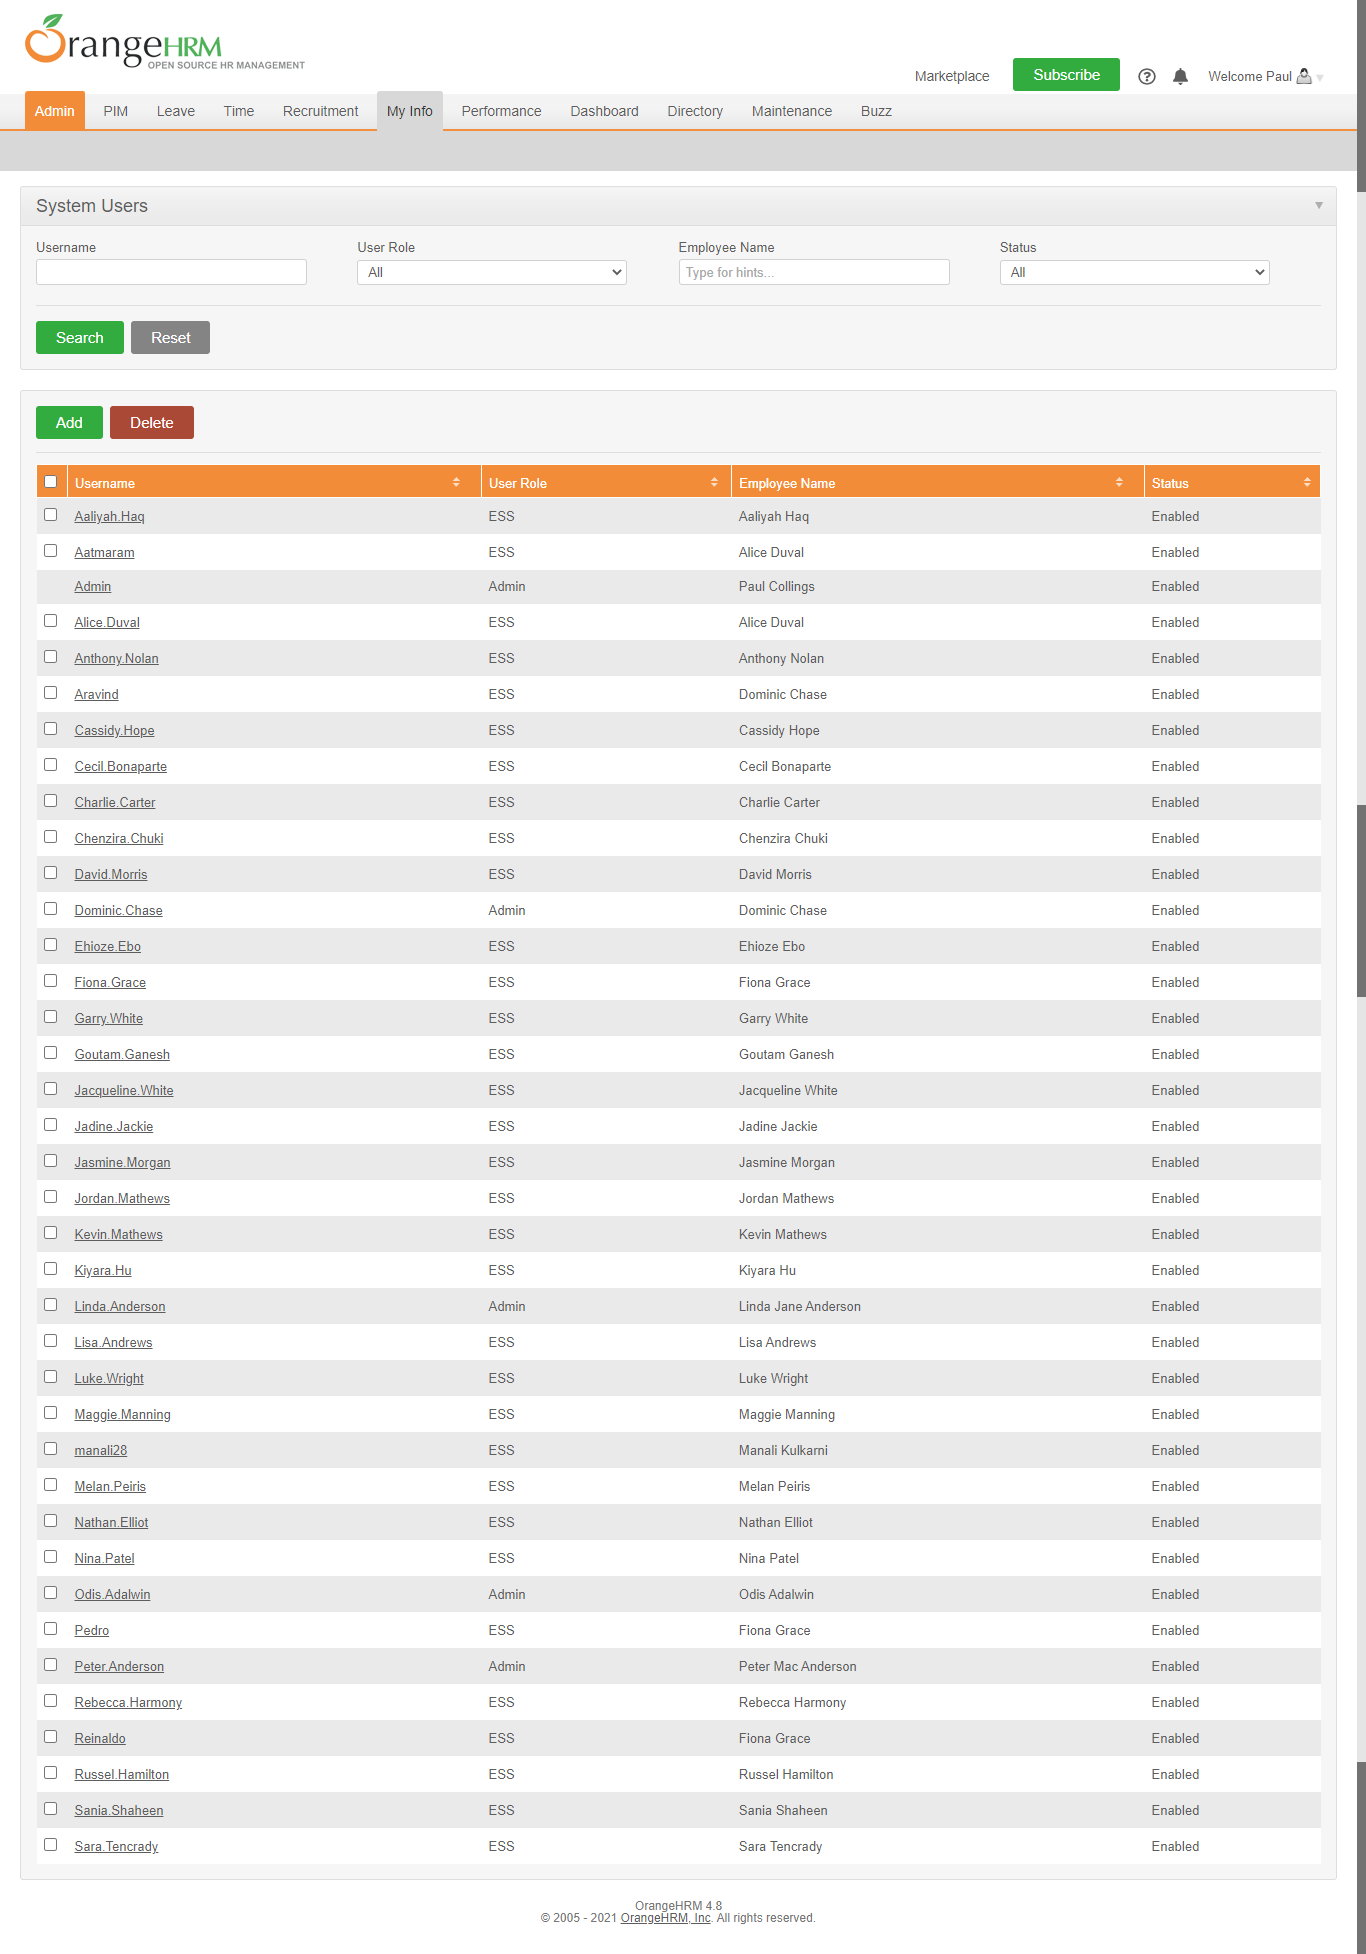 OrangeHRM
OPEN SOURCE HR MANAGEMENT
Marketplace Subscribe Welcome Paul
Admin PIM Leave Time Recruitment My Info Performance Dashboard Directory Maintenance Buzz
System Users
Username User Role Employee Name Status
All Type for hints... All
Search Reset
Add Delete
Username User Role Employee Name Status
Aaliyah.Haq ESS Aaliyah Haq Enabled
Aatmaram ESS Alice Duval Enabled
Admin Admin Paul Collings Enabled
Alice.Duval ESS Alice Duval Enabled
Anthony.Nolan ESS Anthony Nolan Enabled
Aravind ESS Dominic Chase Enabled
Cassidy.Hope ESS Cassidy Hope Enabled
Cecil.Bonaparte ESS Cecil Bonaparte Enabled
Charlie.Carter ESS Charlie Carter Enabled
Chenzira.Chuki ESS Chenzira Chuki Enabled
David.Morris ESS David Morris Enabled
Dominic.Chase Admin Dominic Chase Enabled
Ehioze.Ebo ESS Ehioze Ebo Enabled
Fiona.Grace ESS Fiona Grace Enabled
Garry.White ESS Garry White Enabled
Goutam.Ganesh ESS Goutam Ganesh Enabled
Jacqueline.White ESS Jacqueline White Enabled
Jadine.Jackie ESS Jadine Jackie Enabled
Jasmine.Morgan ESS Jasmine Morgan Enabled
Jordan.Mathews ESS Jordan Mathews Enabled
Kevin.Mathews ESS Kevin Mathews Enabled
Kiyara.Hu ESS Kiyara Hu Enabled
Linda.Anderson Admin Linda Jane Anderson Enabled
Lisa.Andrews ESS Lisa Andrews Enabled
Luke.Wright ESS Luke Wright Enabled
Maggie.Manning ESS Maggie Manning Enabled
manali28 ESS Manali Kulkarni Enabled
Melan.Peiris ESS Melan Peiris Enabled
Nathan.Elliot ESS Nathan Elliot Enabled
Nina.Patel ESS Nina Patel Enabled
Odis.Adalwin Admin Odis Adalwin Enabled
Pedro ESS Fiona Grace Enabled
Peter.Anderson Admin Peter Mac Anderson Enabled
Rebecca.Harmony ESS Rebecca Harmony Enabled
Reinaldo ESS Fiona Grace Enabled
Russel.Hamilton ESS Russel Hamilton Enabled
Sania.Shaheen ESS Sania Shaheen Enabled
Sara.Tencrady ESS Sara Tencrady Enabled
OrangeHRM 4.8
© 2005 - 2021 OrangeHRM, Inc. All rights reserved.